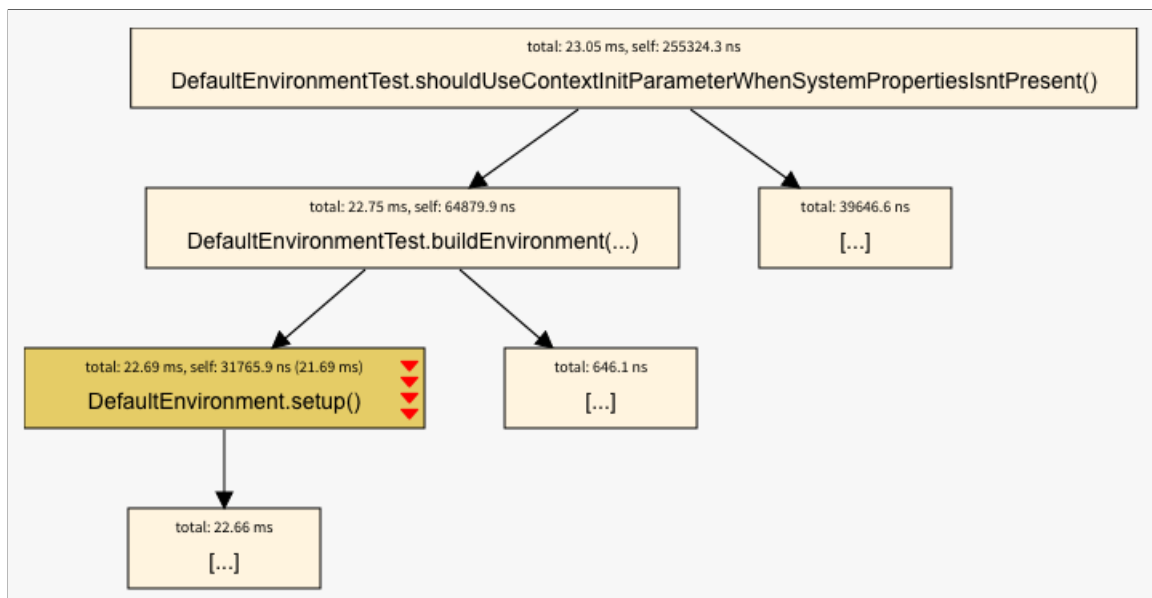 total: 23.05 ms, self: 255324.3 ns
DefaultEnvironmentTest.shouldUseContextInitParameterWhenSystemPropertiesIsntPresent()
total: 22.75 ms, self: 64879.9 ns
DefaultEnvironmentTest.buildEnvironment(...)
total: 39646.6 ns
[...]
total: 22.69 ms, self: 31765.9 ns (21.69 ms)
DefaultEnvironment.setup()
total: 646.1 ns
[...]
total: 22.66 ms
[...]